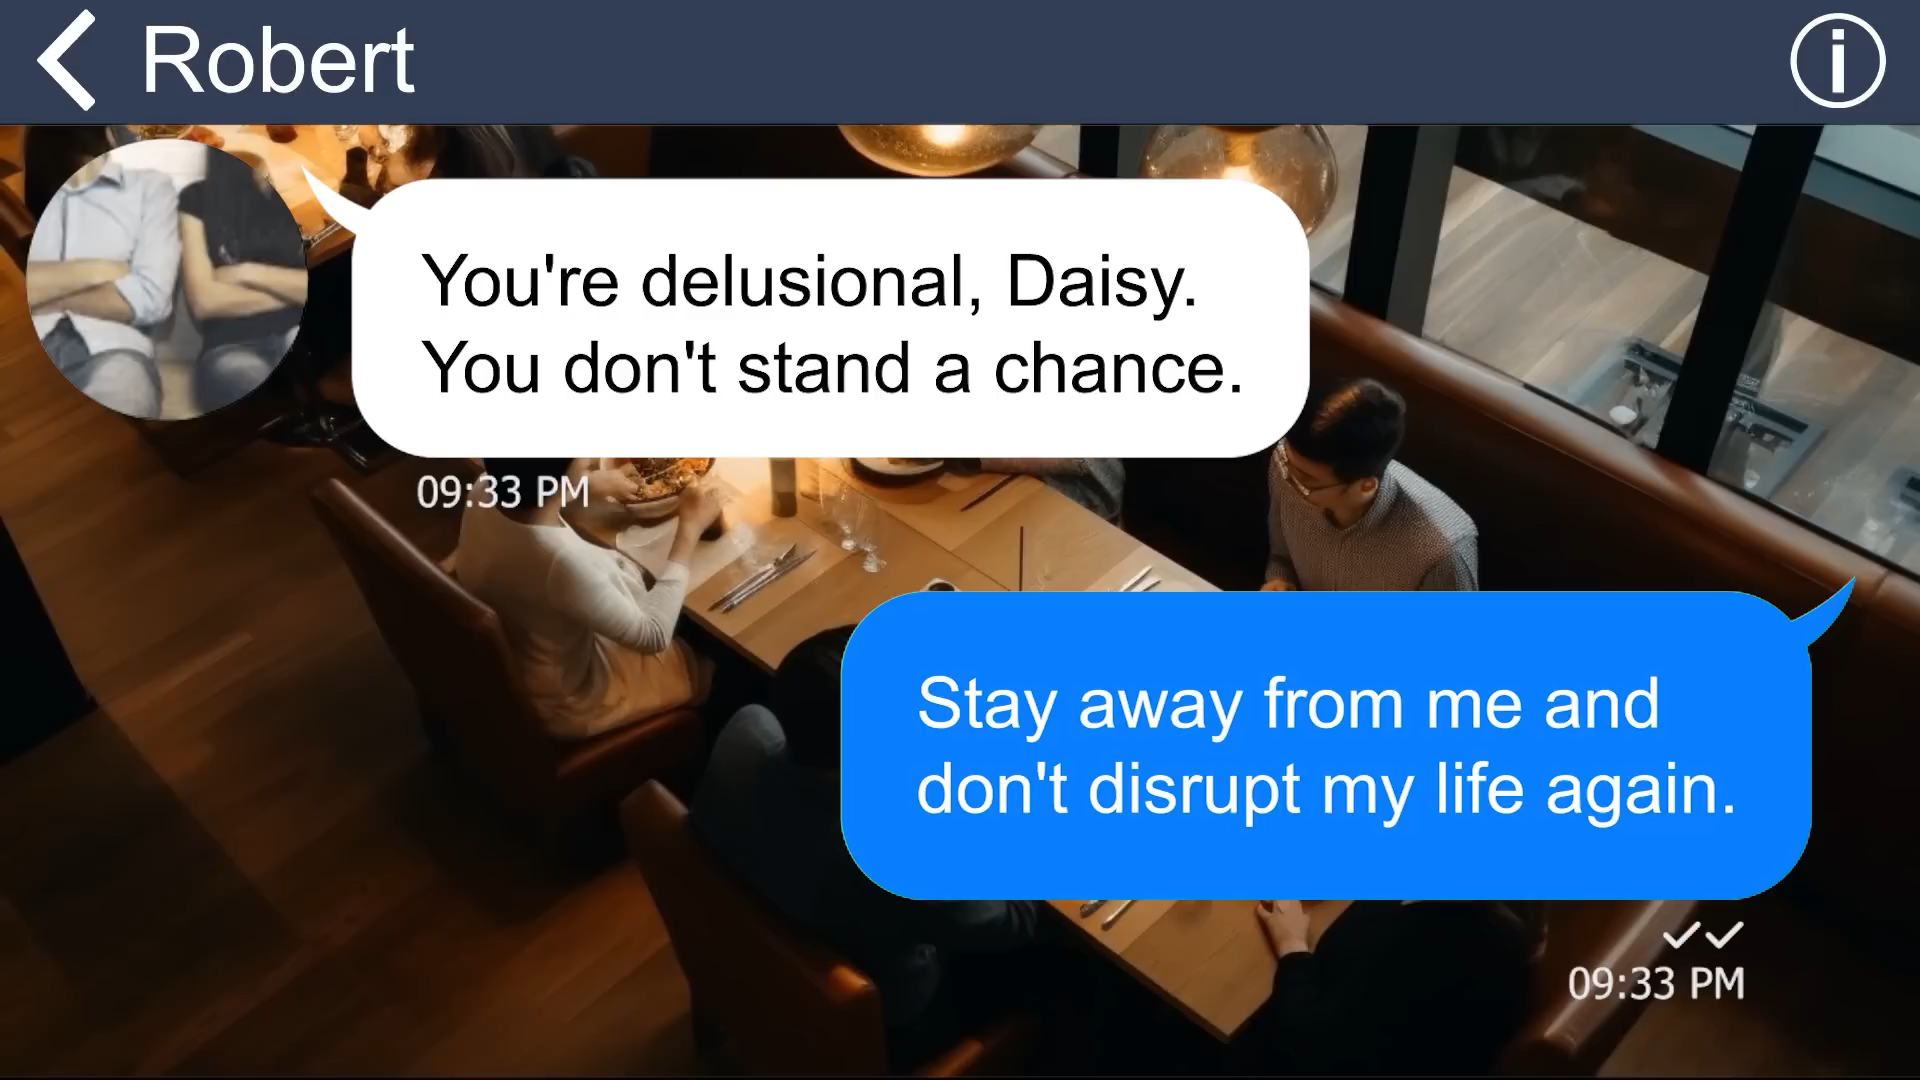 Robert
You're delusional, Daisy.
You don't stand a chance.
09:33 PM
Stay away from me and
don't disrupt my life again.
09:33 PM